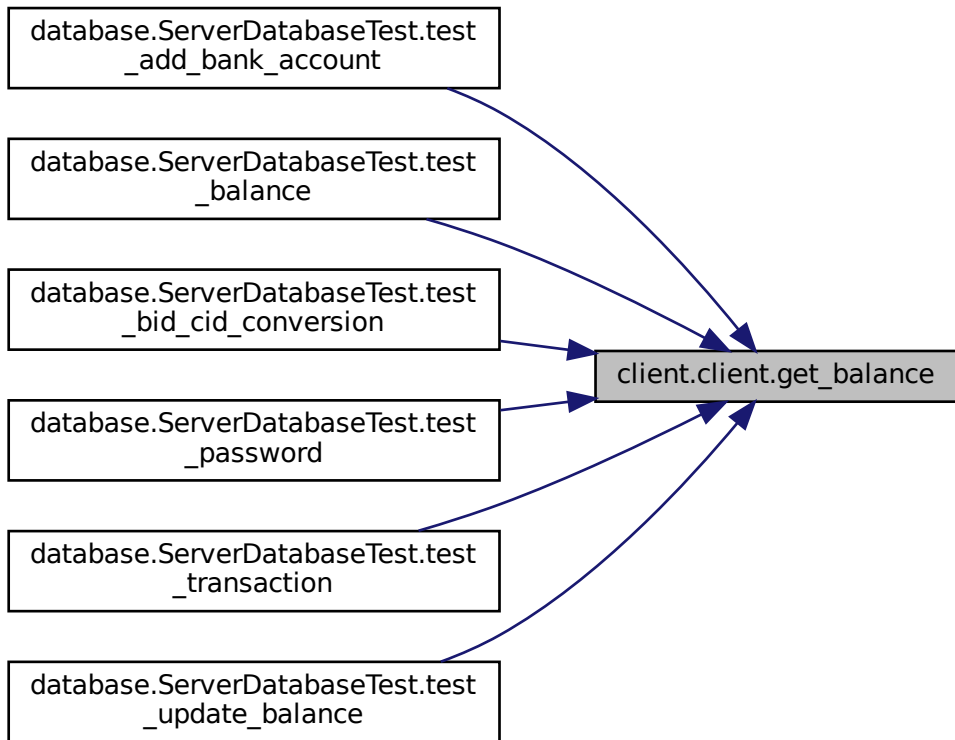 database.ServerDatabaseTest.test
_add_bank_account
database.ServerDatabaseTest.test
_balance
database.ServerDatabaseTest.test
_bid_cid_conversion
client.client.get_balance
database.ServerDatabaseTest.test
_password
database.ServerDatabaseTest.test
_transaction
database.ServerDatabaseTest.test
_update_balance